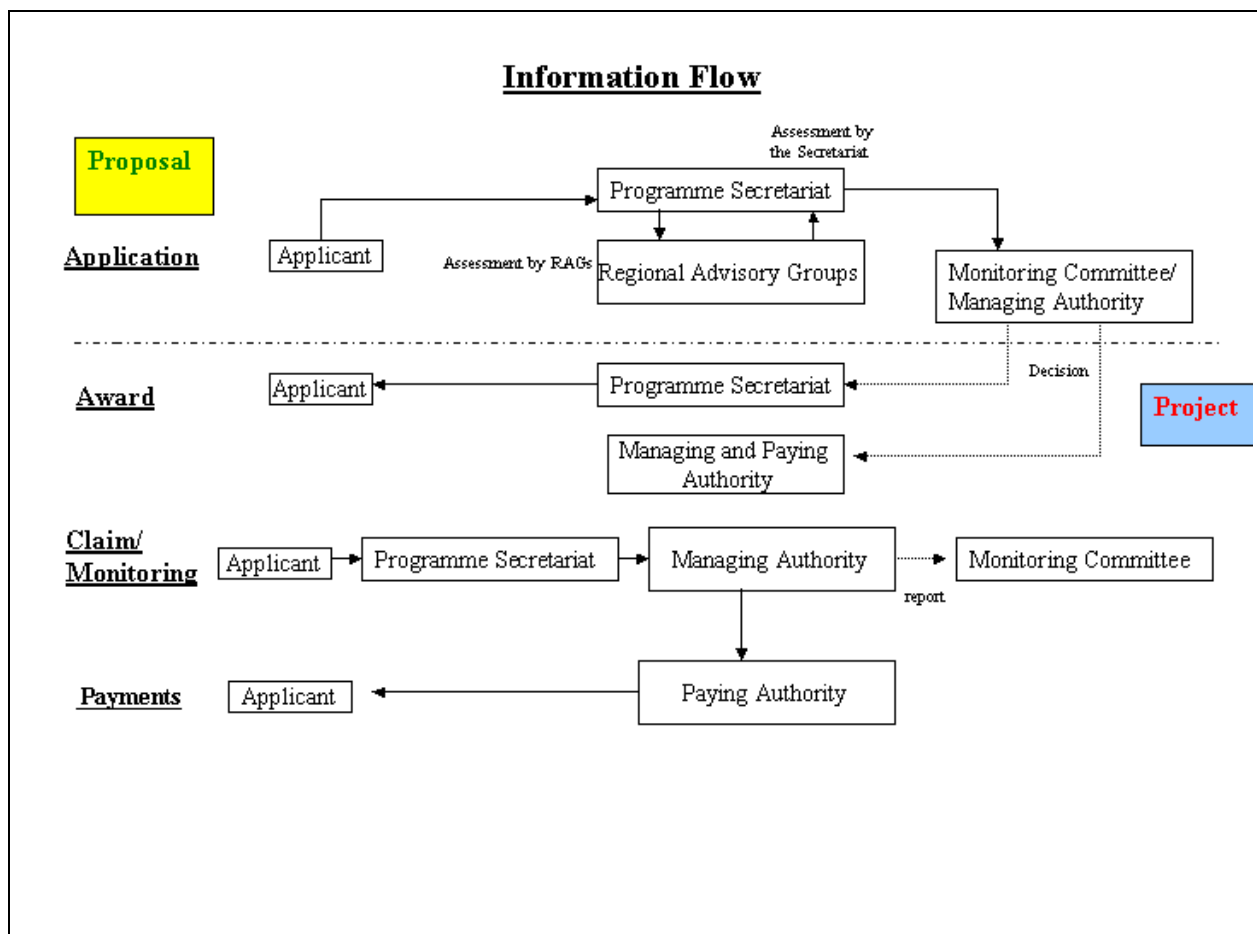 Information Flow
Proposal
Assessment by
the Secretariat
Programme Secretariat
Application
Applicant
Assessment by RAGs
Regional Advisory Groups
Monitoring Committee/
Managing Authority
Award
Applicant
Programme Secretariat
Decision
Project
Managing and Paying
Authority
Claim/
Monitoring
Applicant
Programme Secretariat
Managing Authority
Monitoring Committee
report
Payments
Applicant
Paying Authority